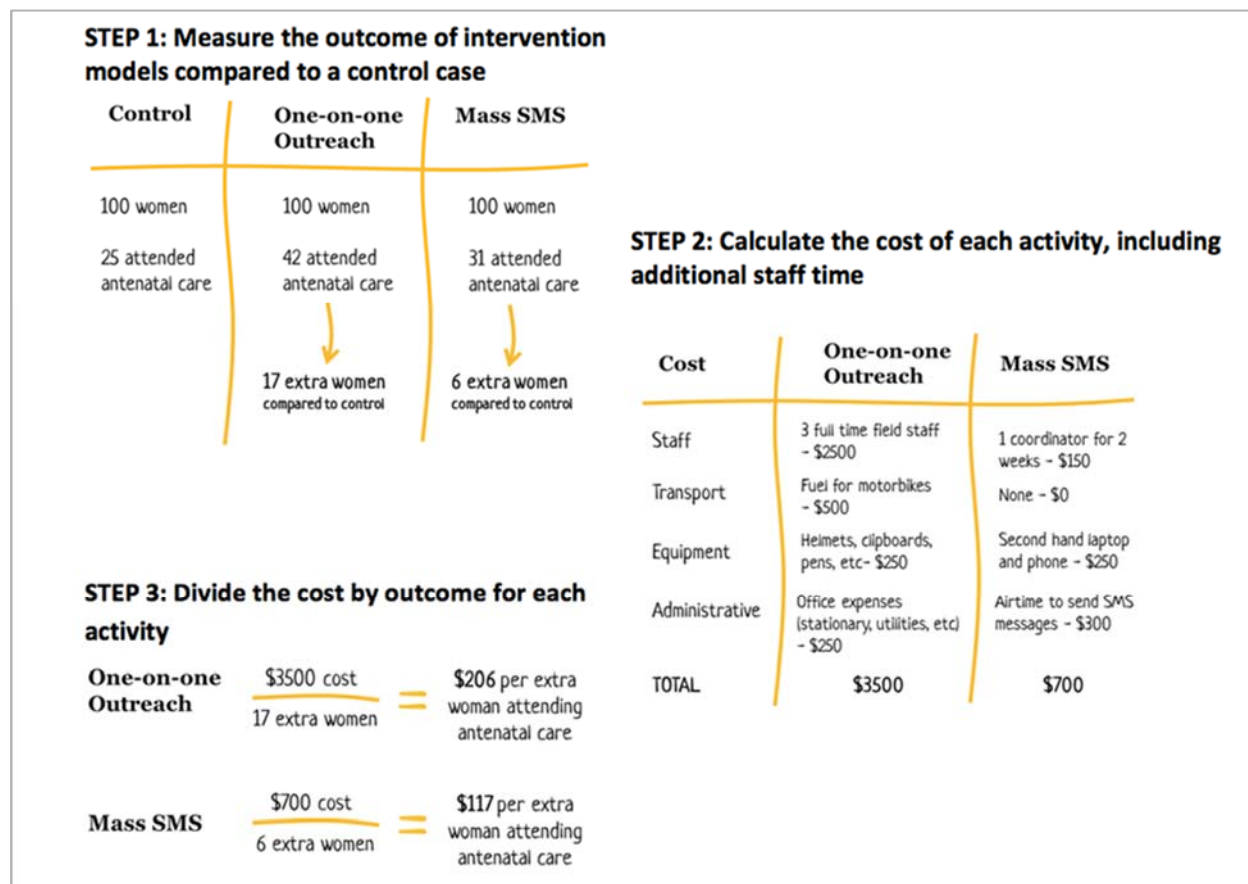 STEP 1: Measure the outcome of intervention
models compared to a control case
Control
One-on-one
Outreach
Mass SMS
100 women
100 women
100 women
25 attended
antenatal care
42 attended
antenatal care
31 attended
antenatal care
17 extra women
compared to control
6 extra women
compared to control
STEP 2: Calculate the cost of each activity, including
additional staff time
Cost
One-on-one
Outreach
Mass SMS
Staff
3 full time field staff
- $2500
1 coordinator for 2
weeks - $150
Transport
Fuel for motorbikes
- $500
None - $0
Equipment
Helmets, clipboards,
pens, etc- $250
Second hand laptop
and phone - $250
Administrative
Office expenses
(stationary, utilities, etc)
- $250
Airtime to send SMS
messages - $300
TOTAL
$3500
$700
STEP 3: Divide the cost by outcome for each
activity
One-on-one
Outreach
$3500 cost
17 extra women
=
$206 per extra
woman attending
antenatal care
Mass SMS
$700 cost
6 extra women
=
$117 per extra
woman attending
antenatal care